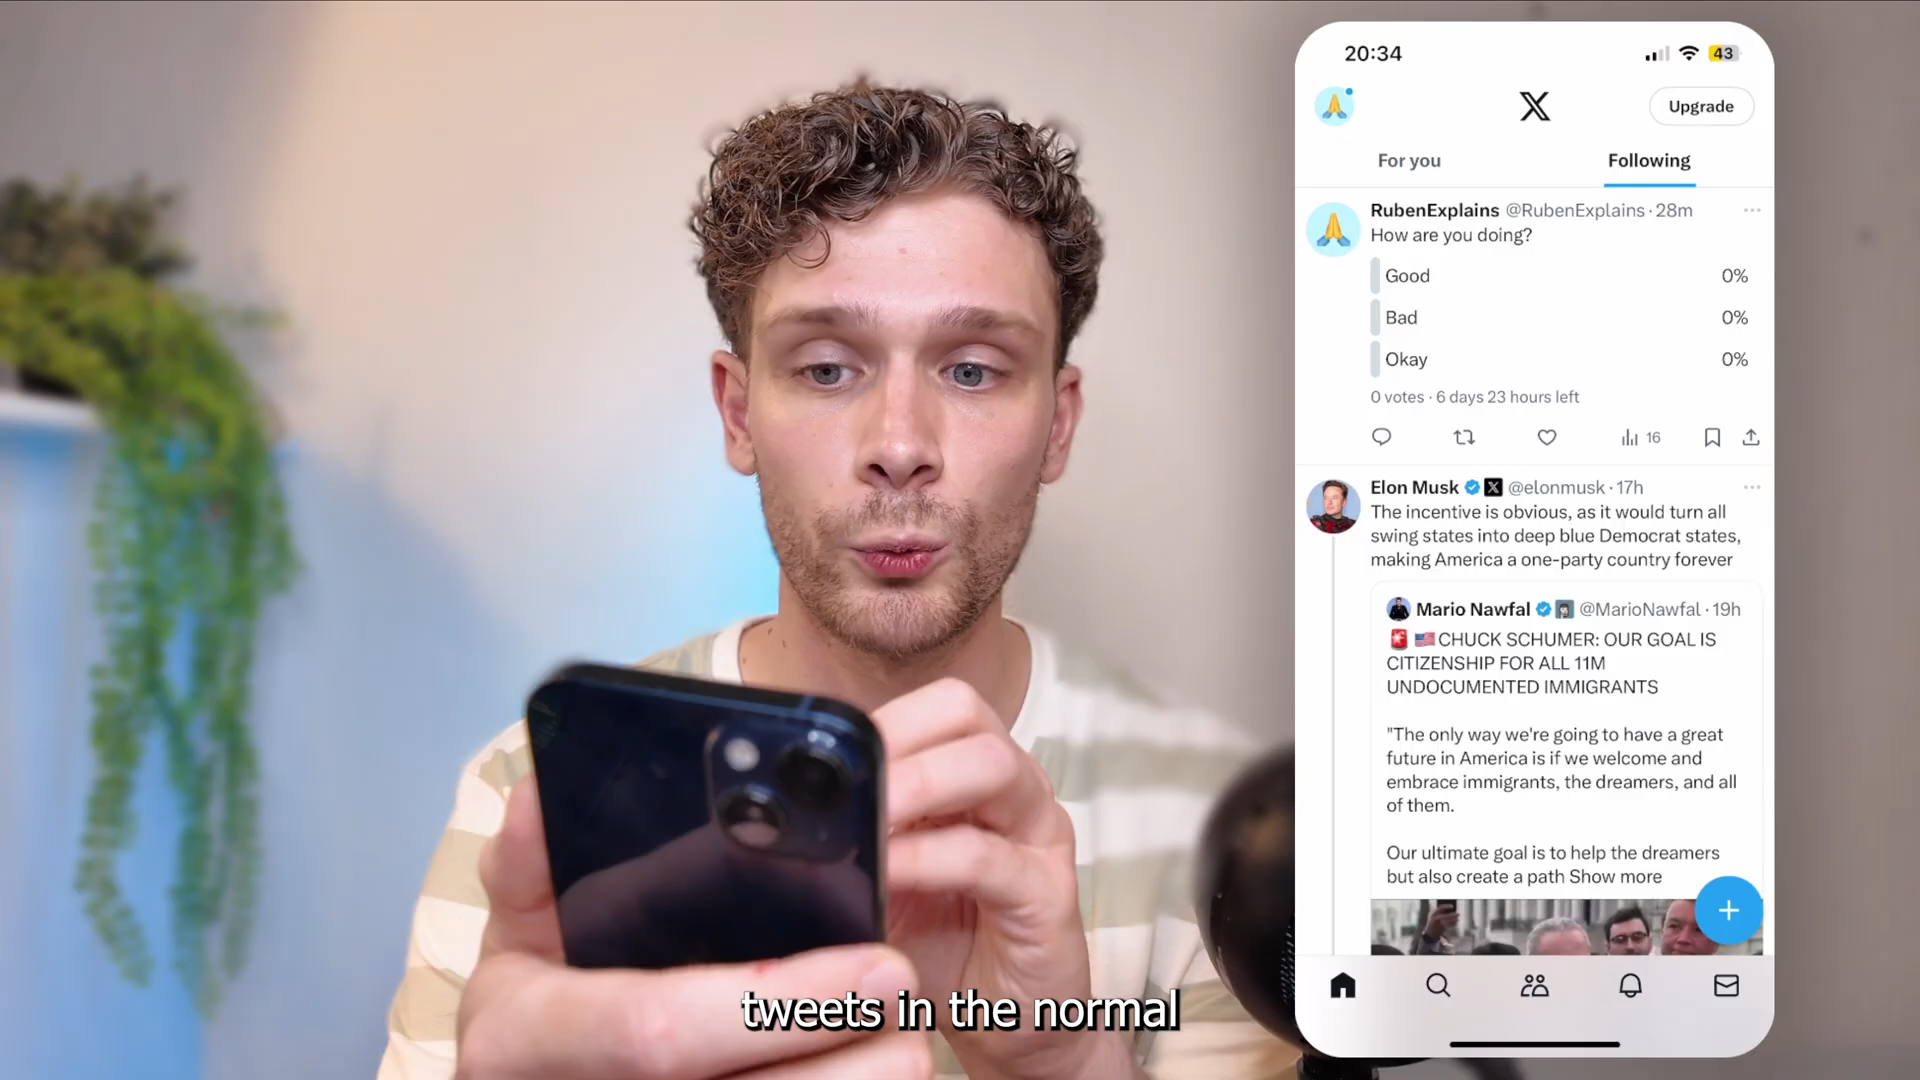 20:34
43
Upgrade
For you
Following
RubenExplains @RubenExplains · 28m
How are you doing?
Good 0%
Bad 0%
Okay 0%
0 votes · 6 days 23 hours left
16
Elon Musk @elonmusk · 17h
The incentive is obvious, as it would turn all
swing states into deep blue Democrat states,
making America a one-party country forever
Mario Nawfal @MarioNawfal · 19h
🚨🇺🇸CHUCK SCHUMER: OUR GOAL IS
CITIZENSHIP FOR ALL 11M
UNDOCUMENTED IMMIGRANTS
"The only way we're going to have a great
future in America is if we welcome and
embrace immigrants, the dreamers, and all
of them.
Our ultimate goal is to help the dreamers
but also create a path Show more
tweets in the normal